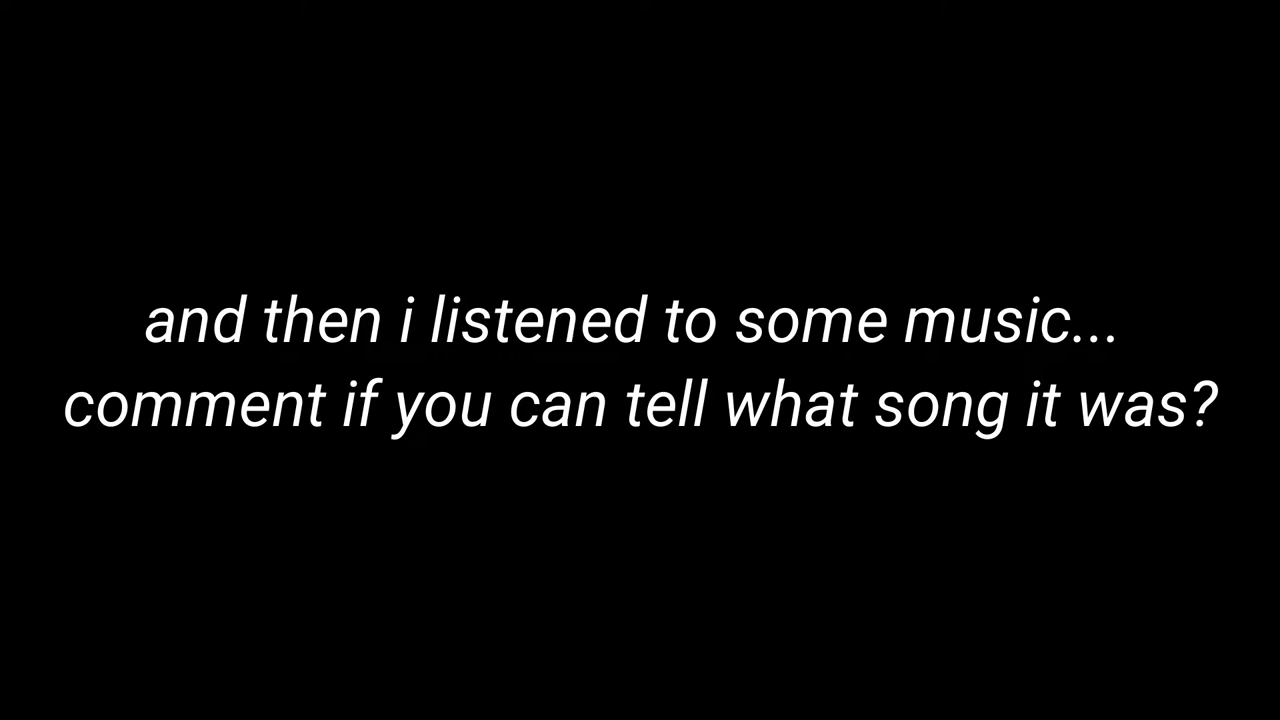 and then i listened to some music...
comment if you can tell what song it was?